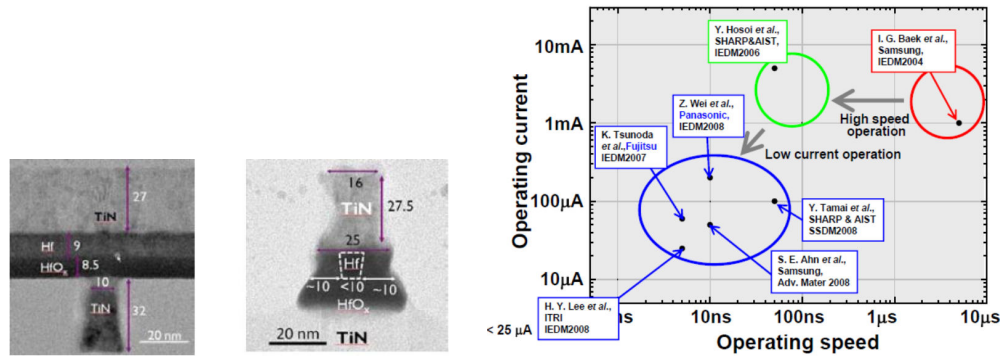 27
TiN
Hf
9
HfOx
8.5
10
TiN
32
20 nm
16
TiN
27.5
25
Hf
~10
<10
~10
HfOx
20 nm
TiN
Operating current
10mA
1mA
100μA
10μA
< 25 μA
Y. Hosoi et al.,
SHARP&AIST,
IEDM2006
I. G. Baek et al.,
Samsung,
IEDM2004
Z. Wei et al.,
Panasonic,
IEDM2008
High speed
operation
K. Tsunoda
et al.,Fujitsu
IEDM2007
Low current operation
Y. Tamai et al.,
SHARP & AIST
SSDM2008
S. E. Ahn et al.,
Samsung,
Adv. Mater 2008
H. Y. Lee et al.,
ITRI
IEDM2008
ns
10ns
100ns
1μs
10μs
Operating speed